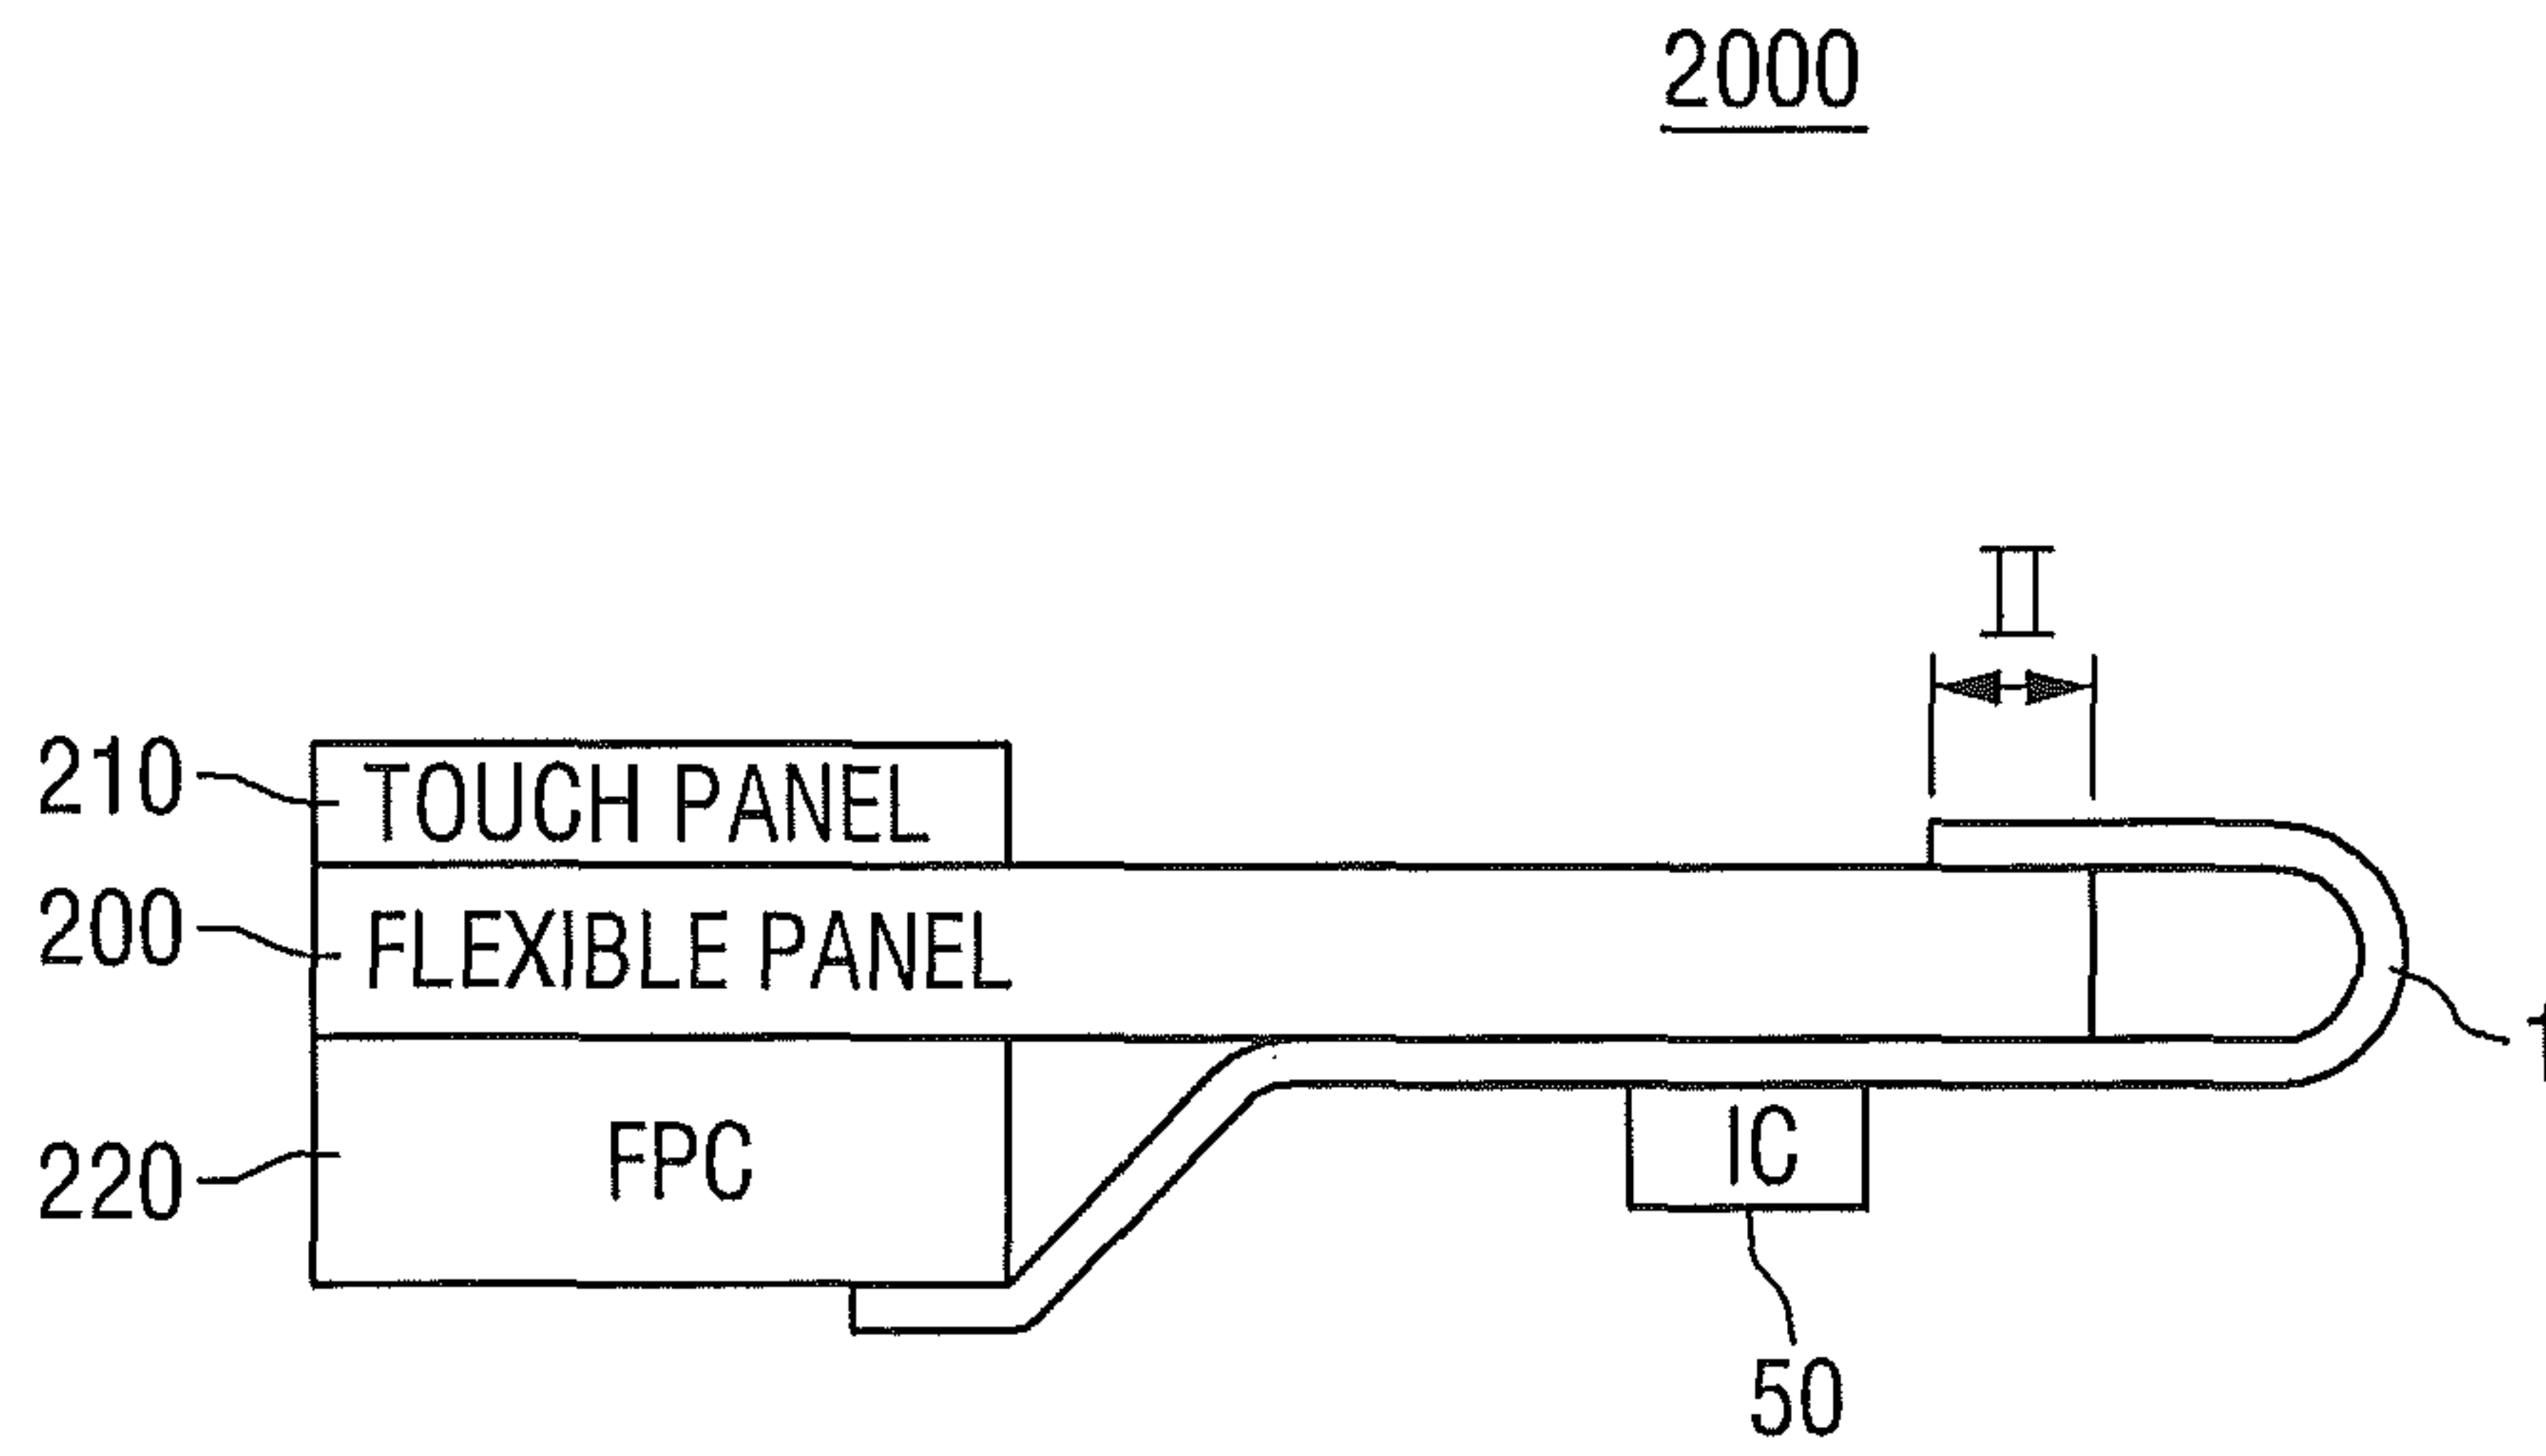 2000
II
210 TOUCH PANEL
200 FLEXIBLE PANEL
220 FPC
IC
50